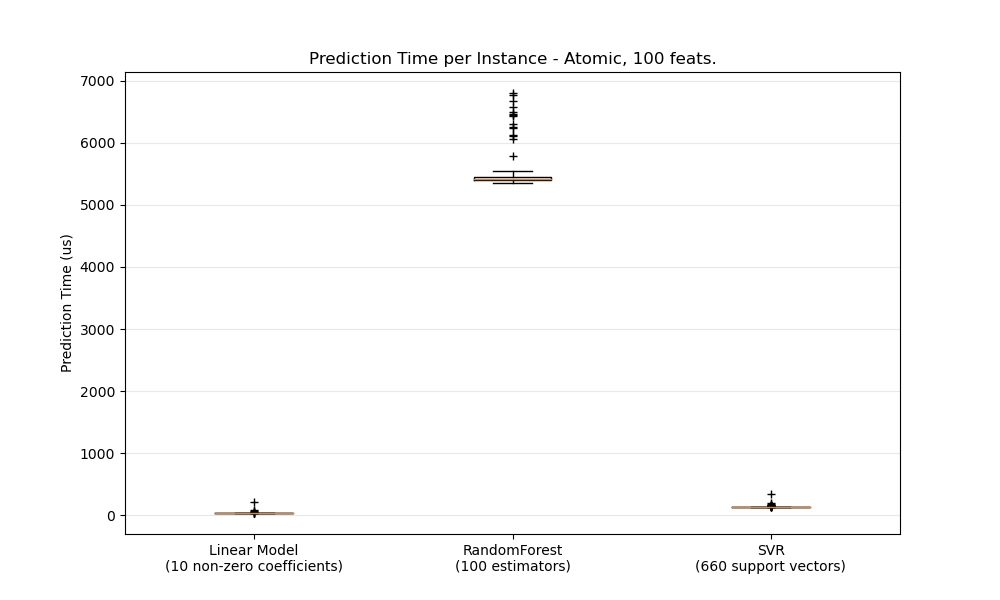 Prediction Time per Instance - Atomic, 100 feats.
Prediction Time (us)
7000
6000
5000
4000
3000
2000
1000
0
Linear Model
(10 non-zero coefficients)
RandomForest
(100 estimators)
SVR
(660 support vectors)